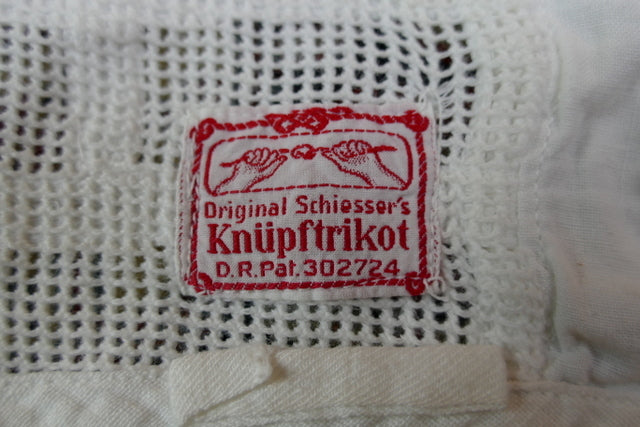 Original Schiesser's
Knüpftrikot
D.R.Pat.302724